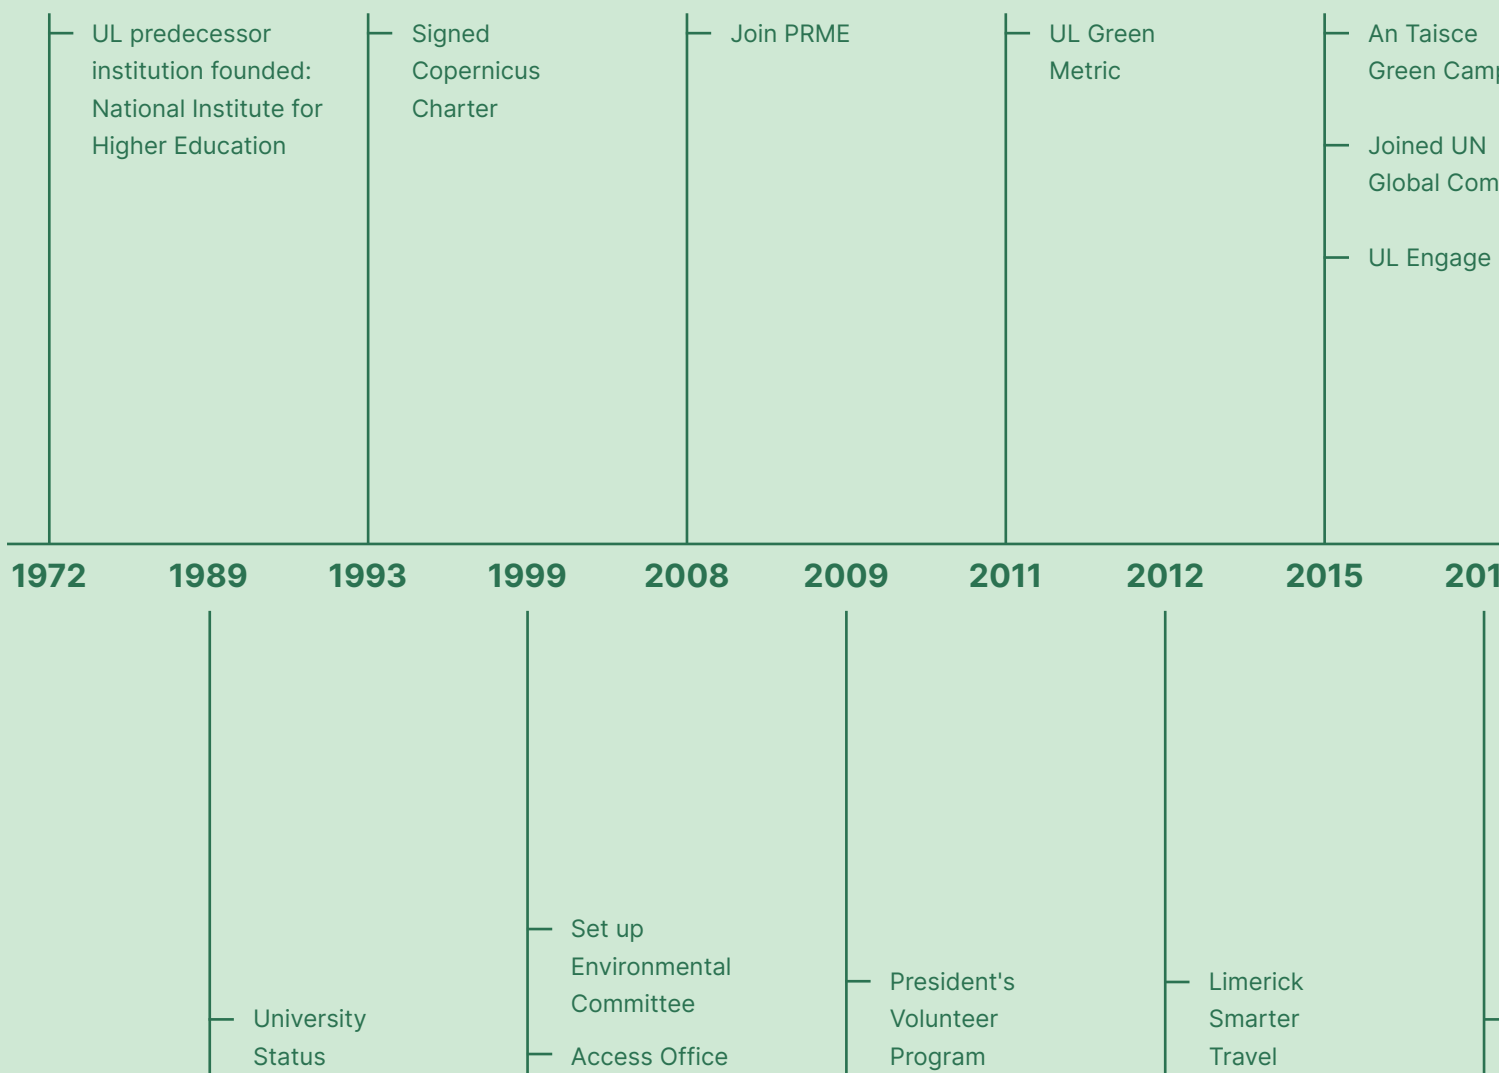 UL predecessor
institution founded:
National Institute for
Higher Education
Signed
Copernicus
Charter
Join PRME
UL Green
Metric
An Taisce
Green
Joined UN
Global
UL Engage
1972 1989 1993 1999 2008 2009 2011 2012 2015
University
Status
Set up
Environmental
Committee
Access Office
President's
Volunteer
Program
Limerick
Smarter
Travel